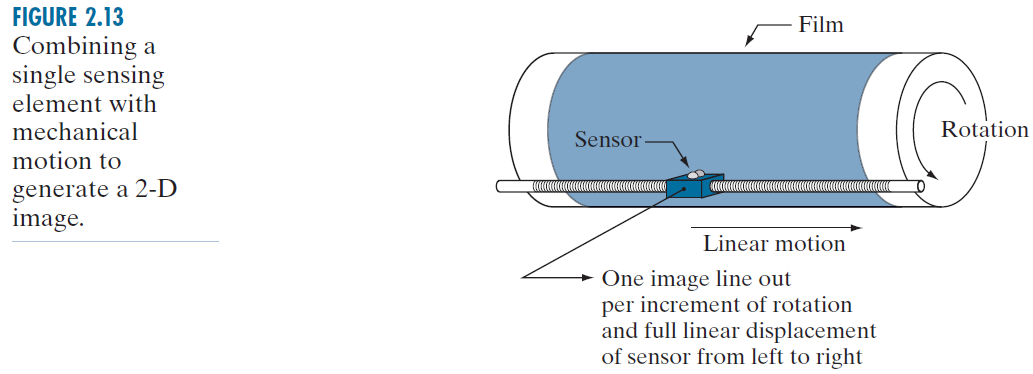 FIGURE 2.13
Combining a
single sensing
element with
mechanical
motion to
generate a 2-D
image.
Film
Rotation
Sensor
Linear motion
One image line out
per increment of rotation
and full linear displacement
of sensor from left to right